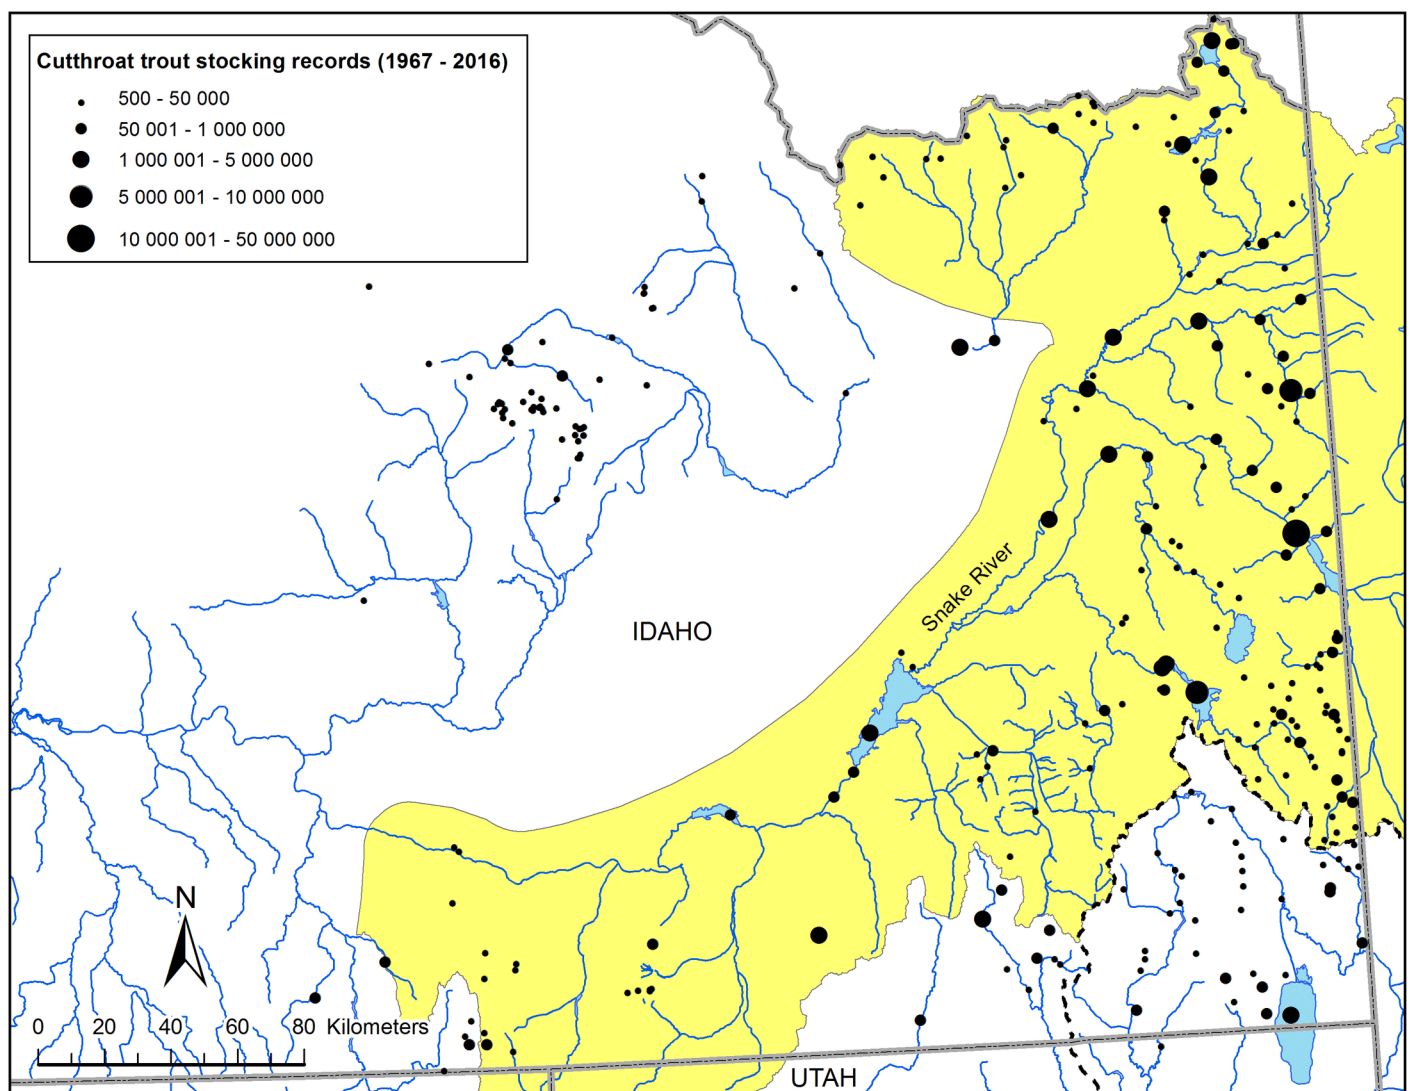 Cutthroat trout stocking records (1967 - 2016)
500 - 50 000
50 001 - 1 000 000
1 000 001 - 5 000 000
5 000 001 - 10 000 000
10 000 001 - 50 000 000
Snake River
IDAHO
N
0 20 40 60 80 Kilometers
UTAH